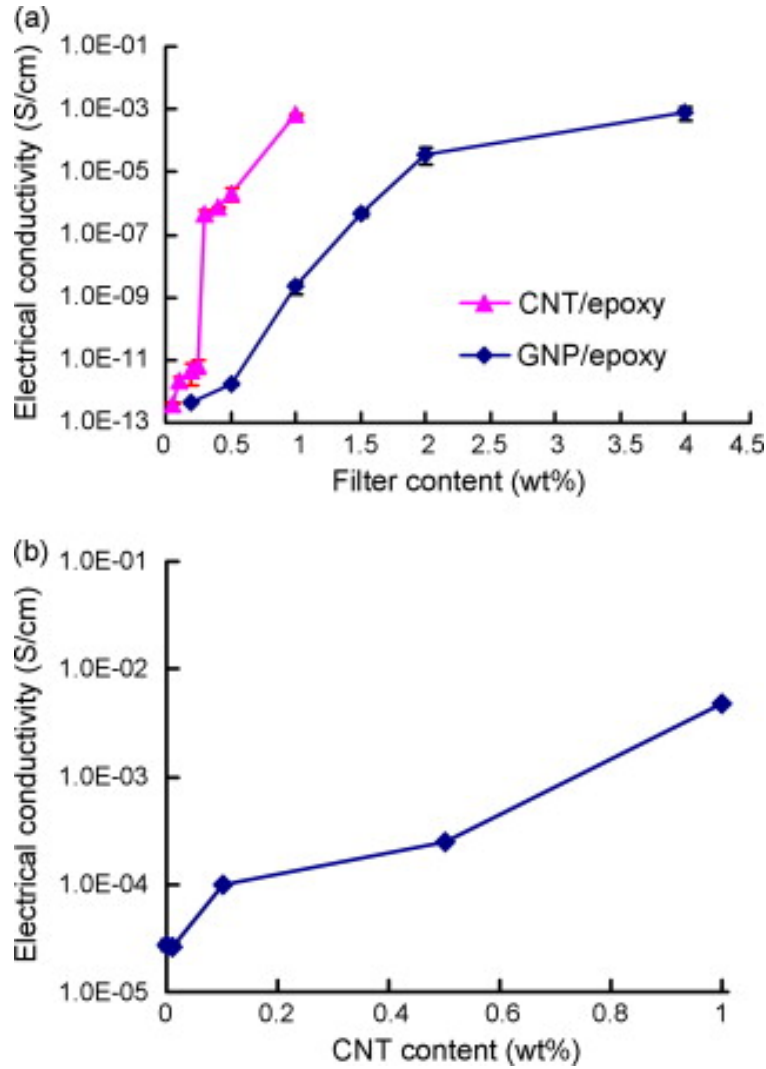 (a)
Electrical conductivity (S/cm)
1.0E-01
1.0E-03
1.0E-05
1.0E-07
1.0E-09
1.0E-11
1.0E-13
CNT/epoxy
GNP/epoxy
0 0.5 1 1.5 2 2.5 3 3.5 4 4.5
Filter content (wt%)
(b)
Electrical conductivity (S/cm)
1.0E-01
1.0E-02
1.0E-03
1.0E-04
1.0E-05
0 0.2 0.4 0.6 0.8 1
CNT content (wt%)